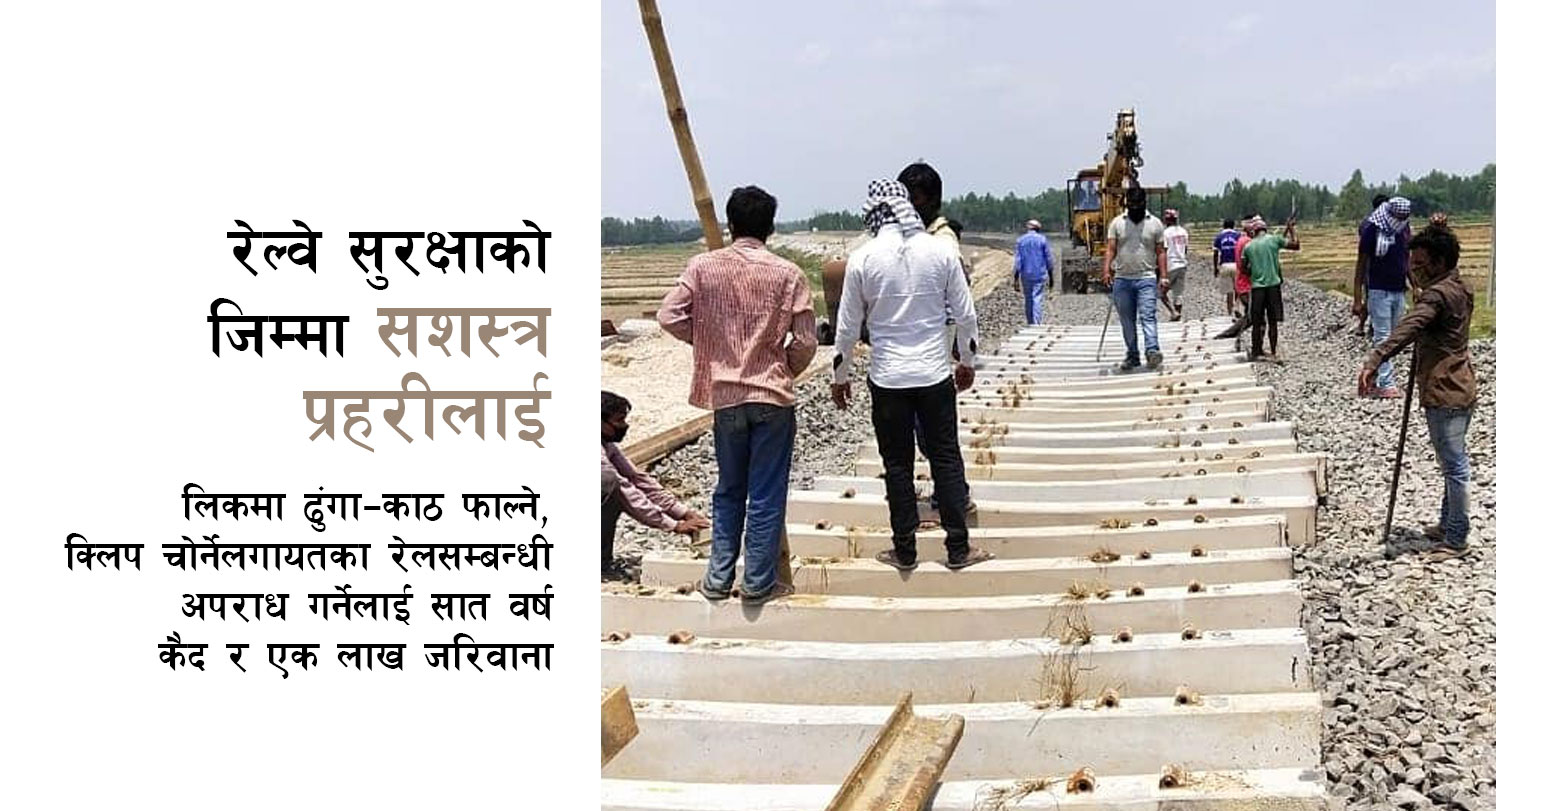 रेल्वे सुरक्षाको
जिम्मा सशस्त्र
प्रहरीलाई
लिकमा ढुंगा-काठ फाल्ने,
क्लिप चोर्नेलगायतका रेलसम्बन्धी
अपराध गर्नेलाई सात वर्ष
कैद र एक लाख जरिवाना